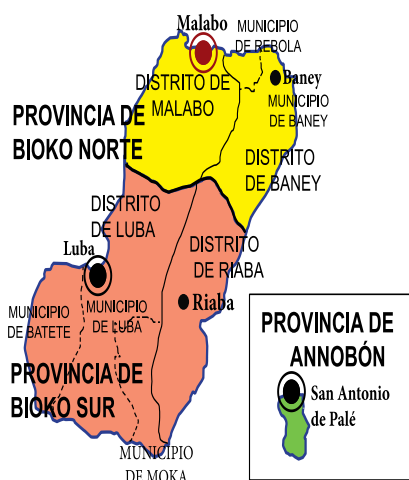 Malabo
MUNICIPIO
DE REBOLA
DISTRITO DE
MALABO
Baney
MUNICIPIO
DE BANEY
PROVINCIA DE
BIOKO NORTE
DISTRITO
DE BANEY
DISTRITO
DE LUBA
Luba
DISTRITO
DE RIABA
Riaba
MUNICIPIO
DE BATETE
MUNICIPIO
DE LUBA
PROVINCIA DE
BIOKO SUR
MUNICIPIO
DE MOKA
PROVINCIA DE
ANNOBÓN
San Antonio
de Palé